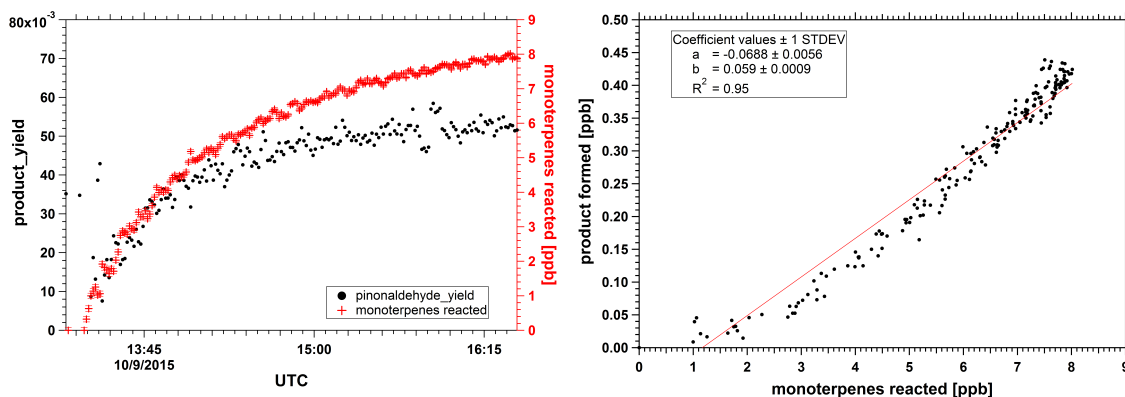 80x10⁻³
70
60
50
40
30
20
10
0
product_yield
13:45
10/9/2015
15:00
16:15
UTC
9
8
7
6
5
4
3
2
1
0
monoterpenes reacted [ppb]
pinonaldehyde_yield
monoterpenes reacted
0.50
0.45
0.40
0.35
0.30
0.25
0.20
0.15
0.10
0.05
0.00
product formed [ppb]
Coefficient values ± 1 STDEV
a = -0.0688 ± 0.0056
b = 0.059 ± 0.0009
R² = 0.95
0 1 2 3 4 5 6 7 8 9
monoterpenes reacted [ppb]